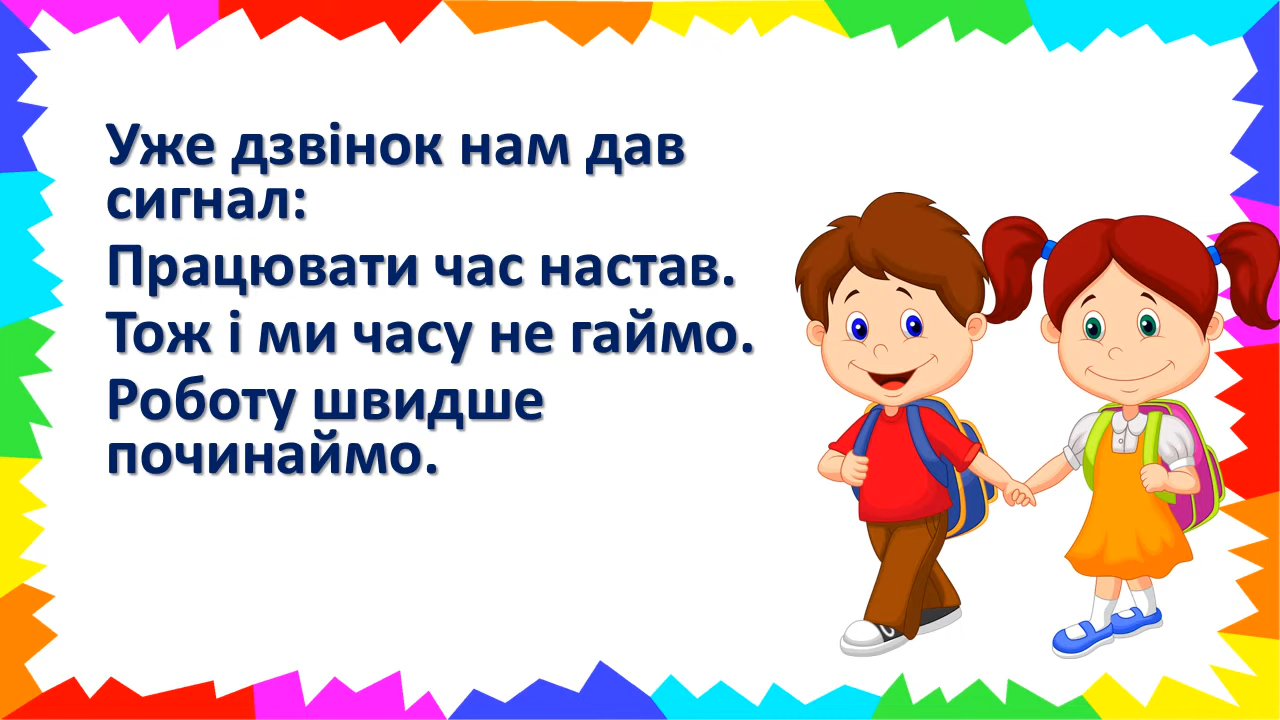 Уже дзвінок нам дав
сигнал:
Працювати час настав.
Тож і ми часу не гаймо.
Роботу швидше
починаймо.